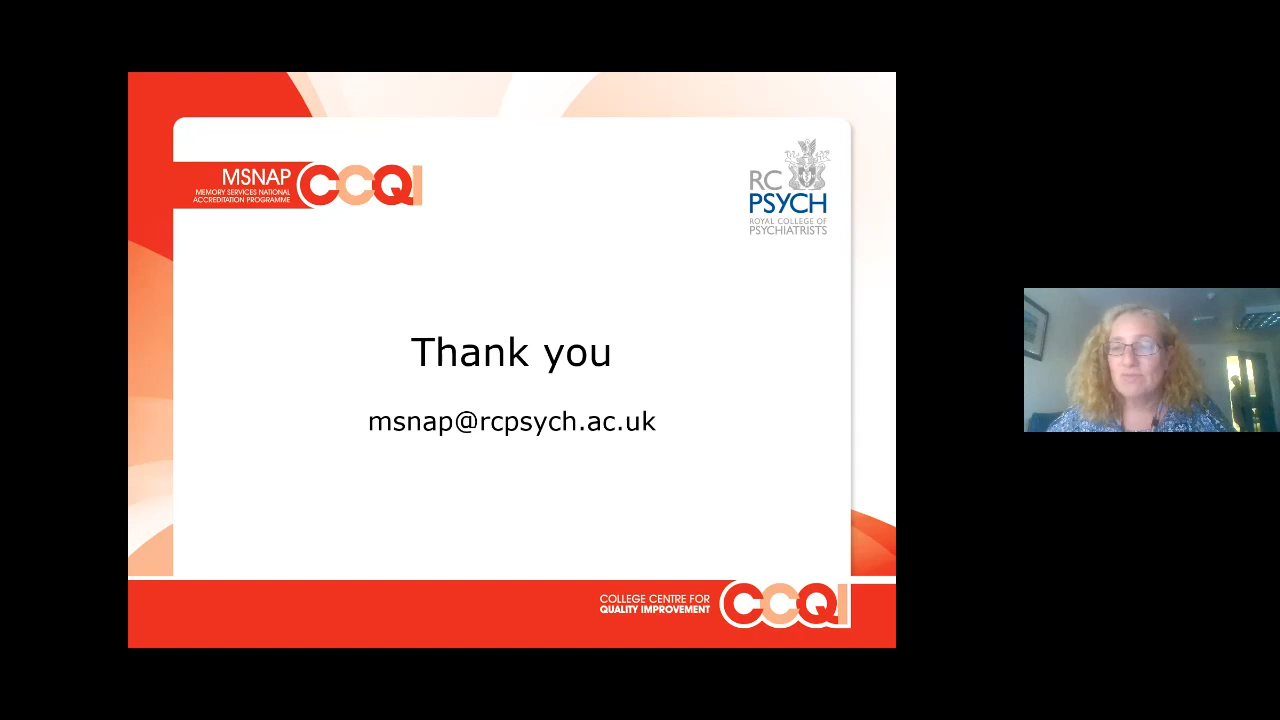 MSNAP
MEMORY SERVICES NATIONAL
ACCREDITATION PROGRAMME
CCQI
RC
PSYCH
ROYAL COLLEGE OF
PSYCHIATRISTS
Thank you
msnap@rcpsych.ac.uk
COLLEGE CENTRE FOR
QUALITY IMPROVEMENT
CCQI